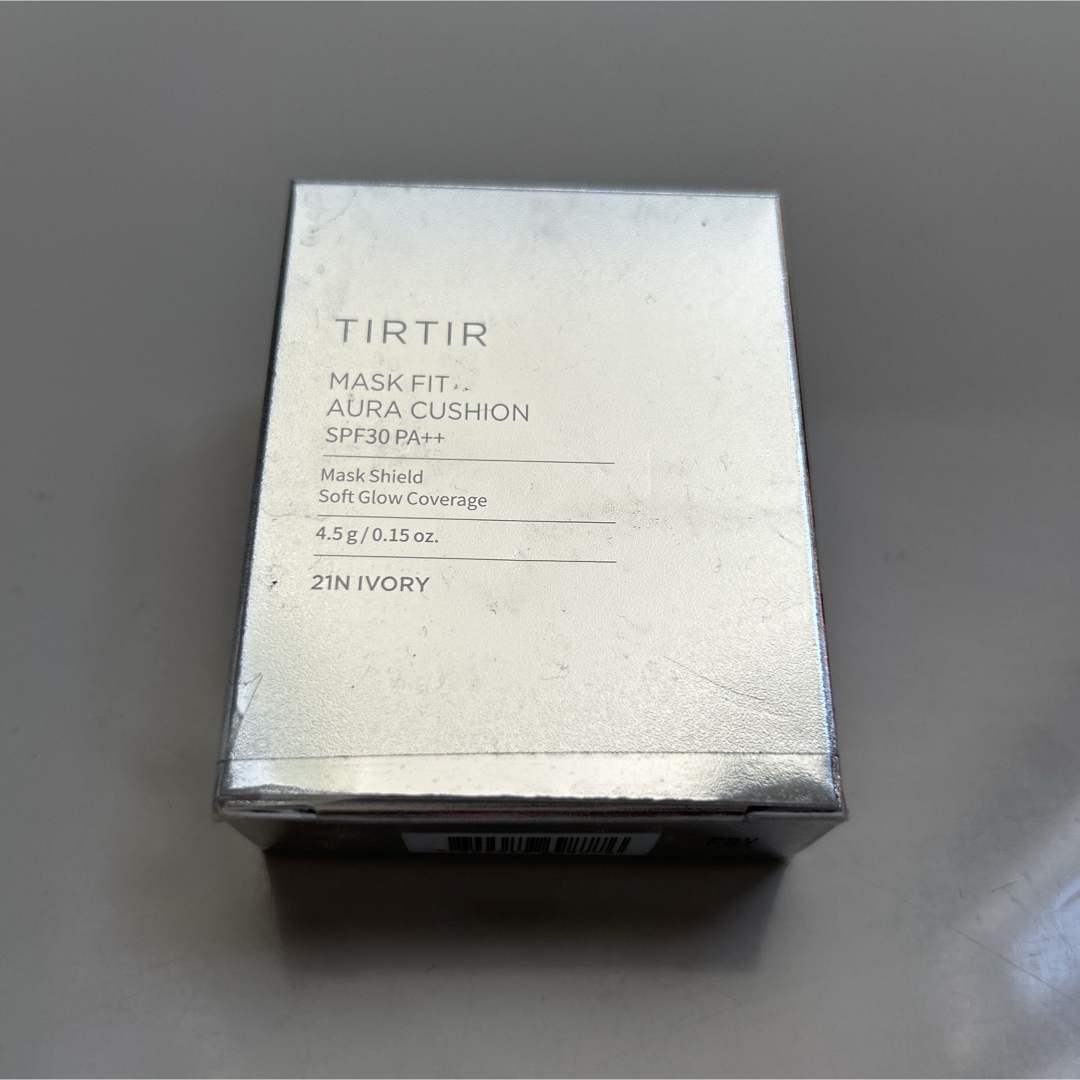 TIRTIR
MASK FIT
AURA CUSHION
SPF30 PA++
Mask Shield
Soft Glow Coverage
4.5 g / 0.15 oz.
21N IVORY